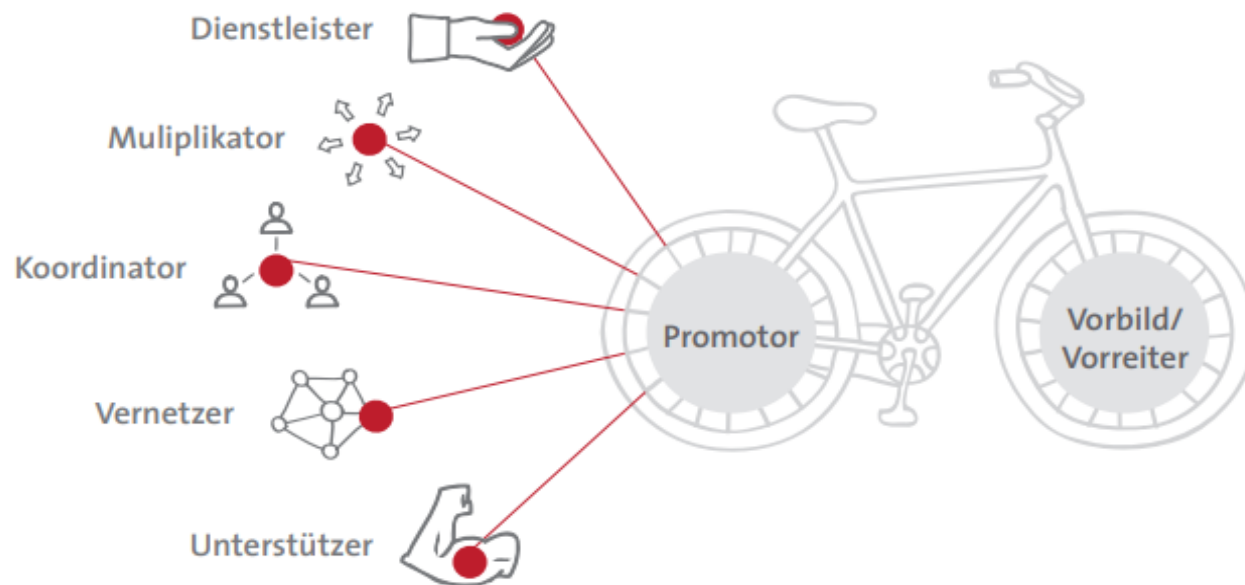 Dienstleister
Muliplikator
Koordinator
Promotor
Vorbild/
Vorreiter
Vernetzer
Unterstützer